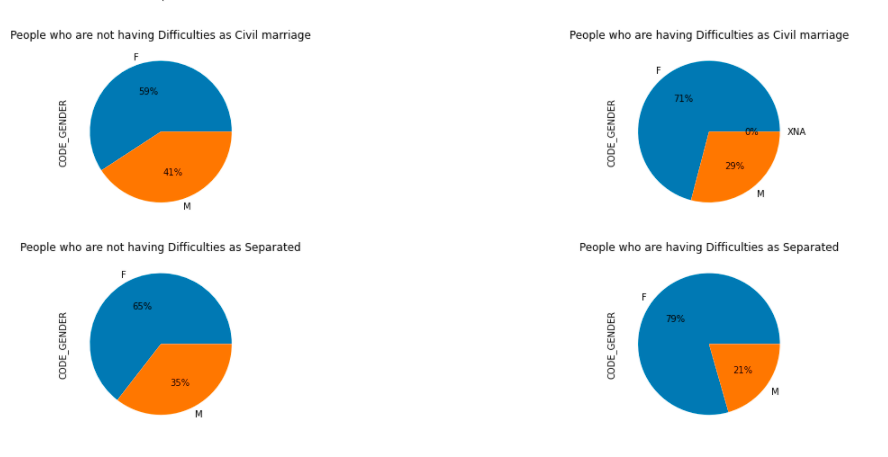 People who are not having Difficulties as Civil marriage
F
59%
CODE_GENDER
41%
M
People who are having Difficulties as Civil marriage
F
71%
CODE_GENDER
0%
XNA
29%
M
People who are not having Difficulties as Separated
F
65%
CODE_GENDER
35%
M
People who are having Difficulties as Separated
F
79%
CODE_GENDER
21%
M